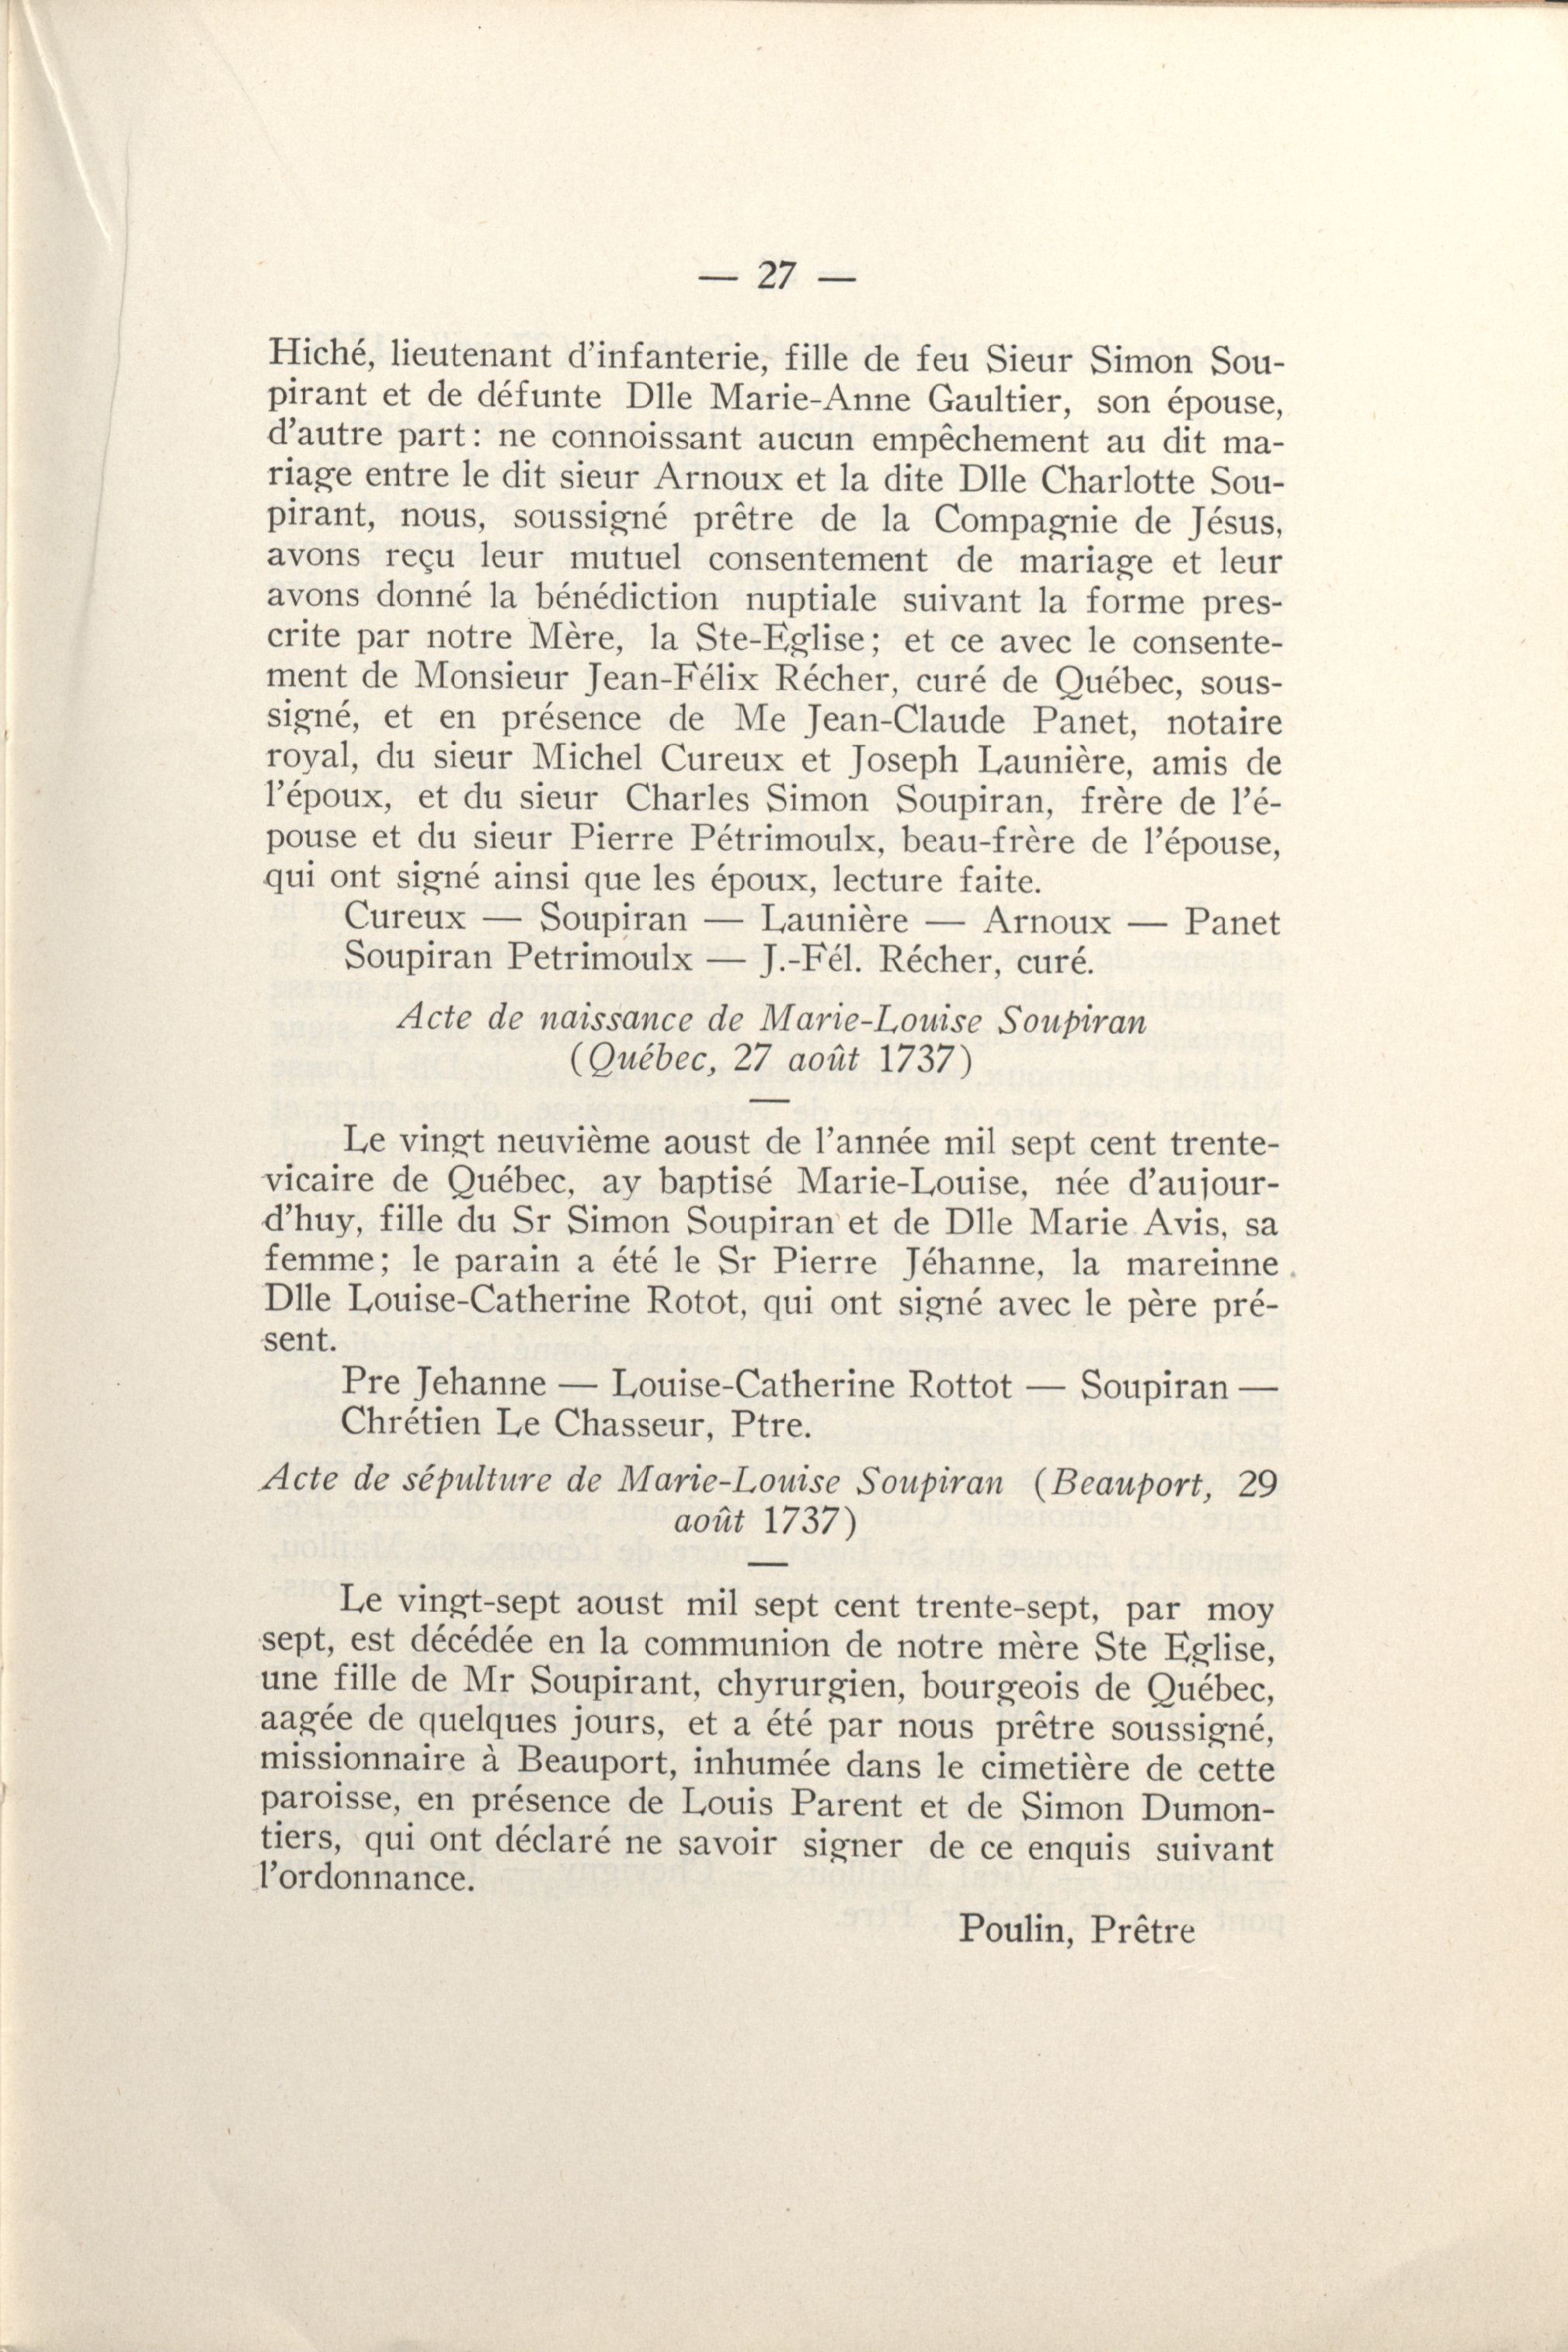 — 27 —
Hiché, lieutenant d'infanterie, fille de feu Sieur Simon Sou-
pirant et de défunte Dlle Marie-Anne Gaultier, son épouse,
d'autre part: ne connoissant aucun empêchement au dit ma-
riage entre le dit sieur Arnoux et la dite Dlle Charlotte Sou-
pirant, nous, soussigné prêtre de la Compagnie de Jésus,
avons reçu leur mutuel consentement de mariage et leur
avons donné la bénédiction nuptiale suivant la forme pres-
crite par notre Mère, la Ste-Eglise; et ce avec le consente-
ment de Monsieur Jean-Félix Récher, curé de Québec, sous-
signé, et en présence de Me Jean-Claude Panet, notaire
royal, du sieur Michel Cureux et Joseph Launière, amis de
l'époux, et du sieur Charles Simon Soupiran, frère de l'é-
pouse et du sieur Pierre Pétrimoulx, beau-frère de l'épouse,
qui ont signé ainsi que les époux, lecture faite.
Cureux — Soupiran — Launière — Arnoux — Panet
Soupiran Petrimoulx — J.-Fél. Récher, curé.
Acte de naissance de Marie-Louise Soupiran
(Québec, 27 août 1737)
Le vingt neuvième aoust de l'année mil sept cent trente-
vicaire de Québec, ay baptisé Marie-Louise, née d'aujour-
d'huy, fille du Sr Simon Soupiran et de Dlle Marie Avis, sa
femme; le parain a été le Sr Pierre Jéhanne, la mareinne
Dlle Louise-Catherine Rotot, qui ont signé avec le père pré-
sent.
Pre Jehanne — Louise-Catherine Rottot — Soupiran —
Chrétien Le Chasseur, Ptre.
Acte de sépulture de Marie-Louise Soupiran (Beauport, 29
août 1737)
Le vingt-sept aoust mil sept cent trente-sept, par moy
sept, est décédée en la communion de notre mère Ste Eglise,
une fille de Mr Soupirant, chyrurgien, bourgeois de Québec,
aagée de quelques jours, et a été par nous prêtre soussigné,
missionnaire à Beauport, inhumée dans le cimetière de cette
paroisse, en présence de Louis Parent et de Simon Dumon-
tiers, qui ont déclaré ne savoir signer de ce enquis suivant
l'ordonnance.
Poulin, Prêtre